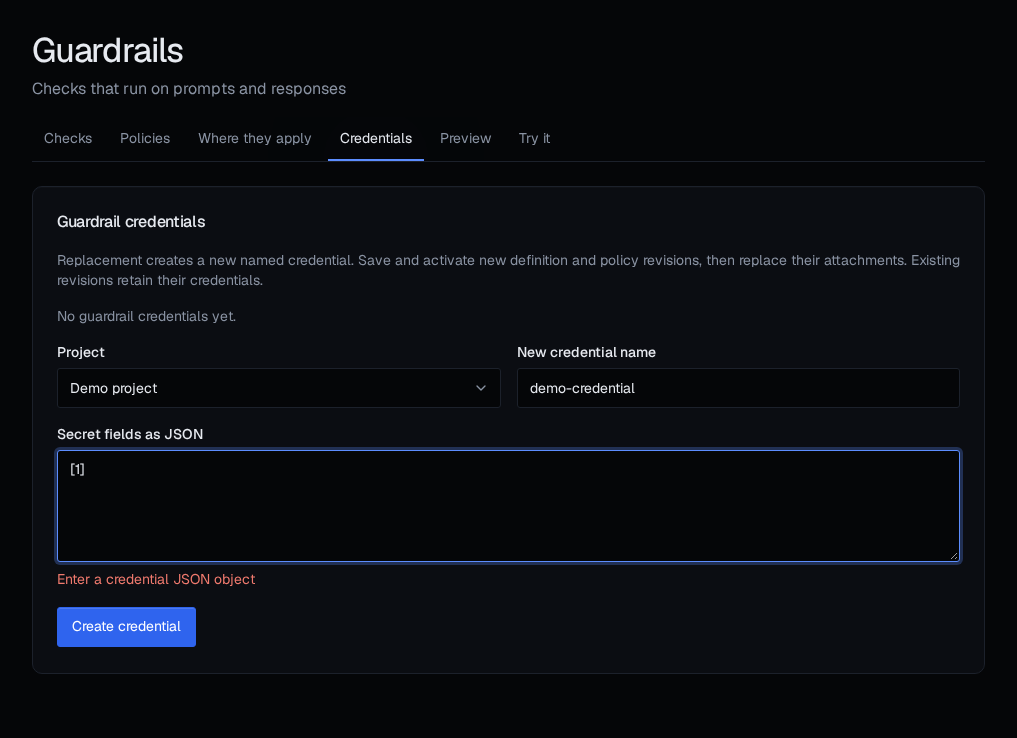 Guardrails
Checks that run on prompts and responses
Checks
Policies
Where they apply
Credentials
Preview
Try it
Guardrail credentials
Replacement creates a new named credential. Save and activate new definition and policy revisions, then replace their attachments. Existing
revisions retain their credentials.
No guardrail credentials yet.
Project
New credential name
Demo project
demo-credential
Secret fields as JSON
[1]
Enter a credential JSON object
Create credential